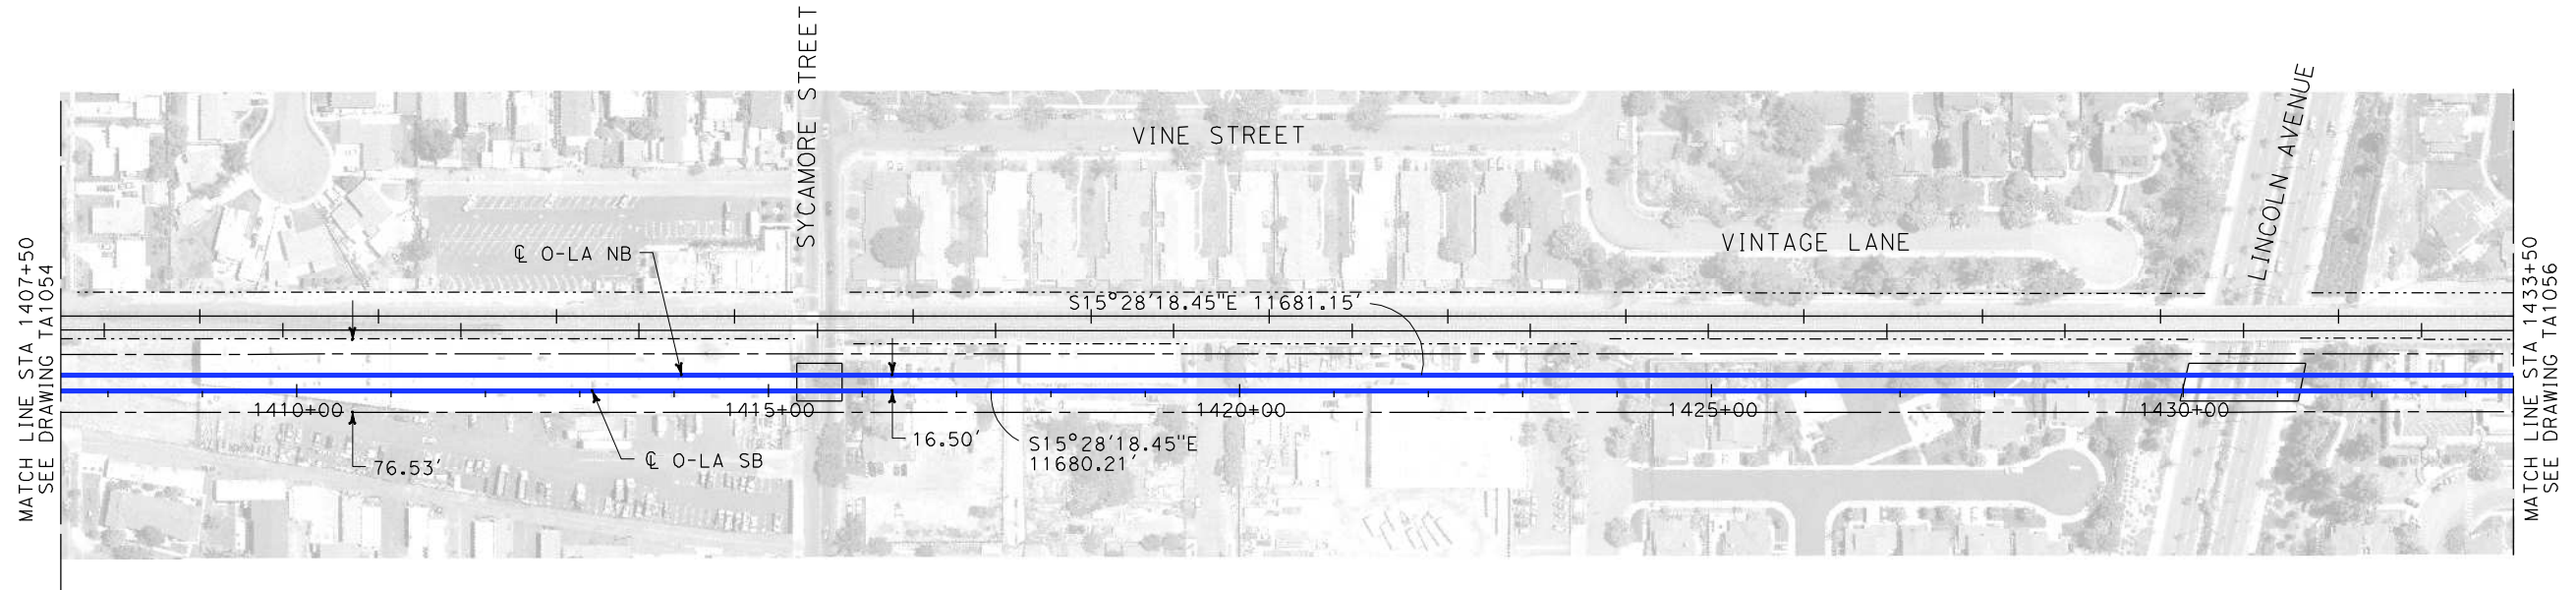 MATCH LINE STA 1407+50
SEE DRAWING TA1054
SYCAMORE STREET
VINE STREET
VINTAGE LANE
LINCOLN AVENUE
℄ O-LA NB
S15°28'18.45"E 11681.15'
1410+00
1415+00
1420+00
1425+00
1430+00
76.53'
℄ O-LA SB
16.50'
S15°28'18.45"E
11680.21'
MATCH LINE STA 1433+50
SEE DRAWING TA1056